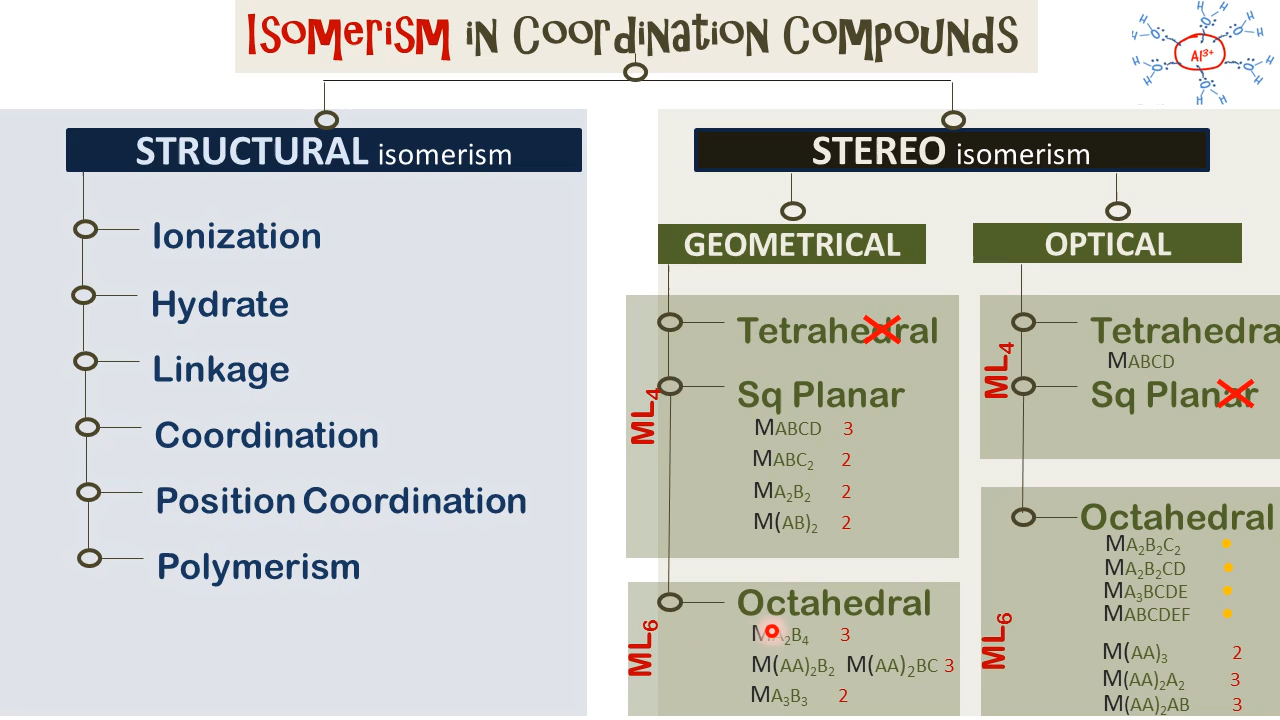 Isomerism in Coordination Compounds
Al³⁺
STRUCTURAL isomerism
Ionization
Hydrate
Linkage
Coordination
Position Coordination
Polymerism
STEREO isomerism
GEOMETRICAL
ML₄
Tetrahedral
Sq Planar
MABCD 3
MABC₂ 2
MA₂B₂ 2
M(AB)₂ 2
ML₆
Octahedral
MA₂B₄ 3
M(AA)₂B₂ M(AA)₂BC 3
MA₃B₃ 2
OPTICAL
ML₄
Tetrahedra
MABCD
Sq Planar
ML₆
Octahedral
MA₂B₂C₂
MA₂B₂CD
MA₃BCDE
MABCDEF
M(AA)₃ 2
M(AA)₂A₂ 3
M(AA)₂AB 3